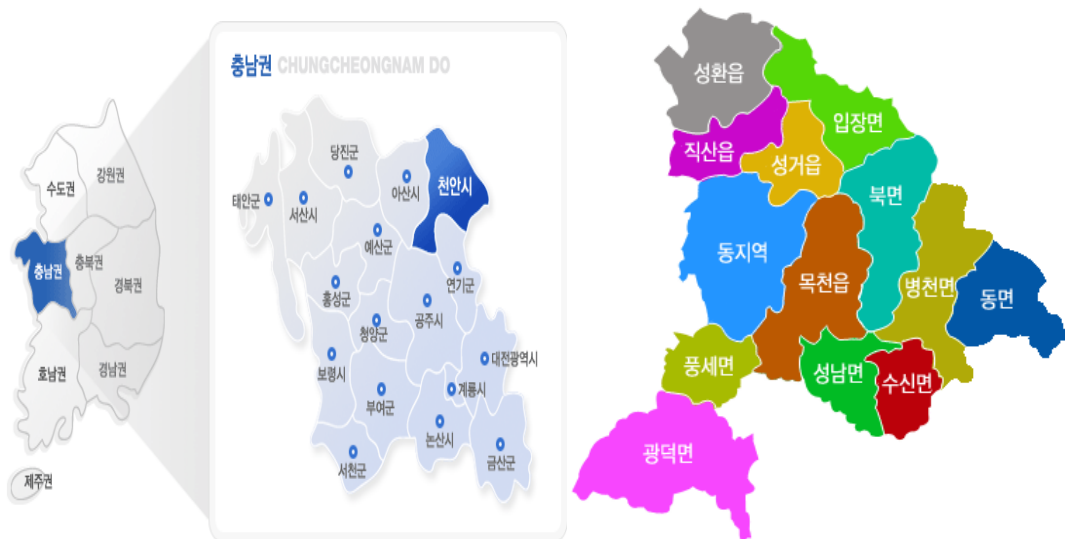 수도권
강원권
충남권
충북권
경북권
호남권
경남권
제주권
충남권 CHUNGCHEONGNAM DO
당진군
아산시
천안시
태안군
서산시
예산군
홍성군
연기군
청양군
공주시
보령시
대전광역시
부여군
계룡시
논산시
서천군
금산군
성환읍
입장면
직산읍
성거읍
북면
동지역
목천읍
병천면
동면
풍세면
성남면
수신면
광덕면